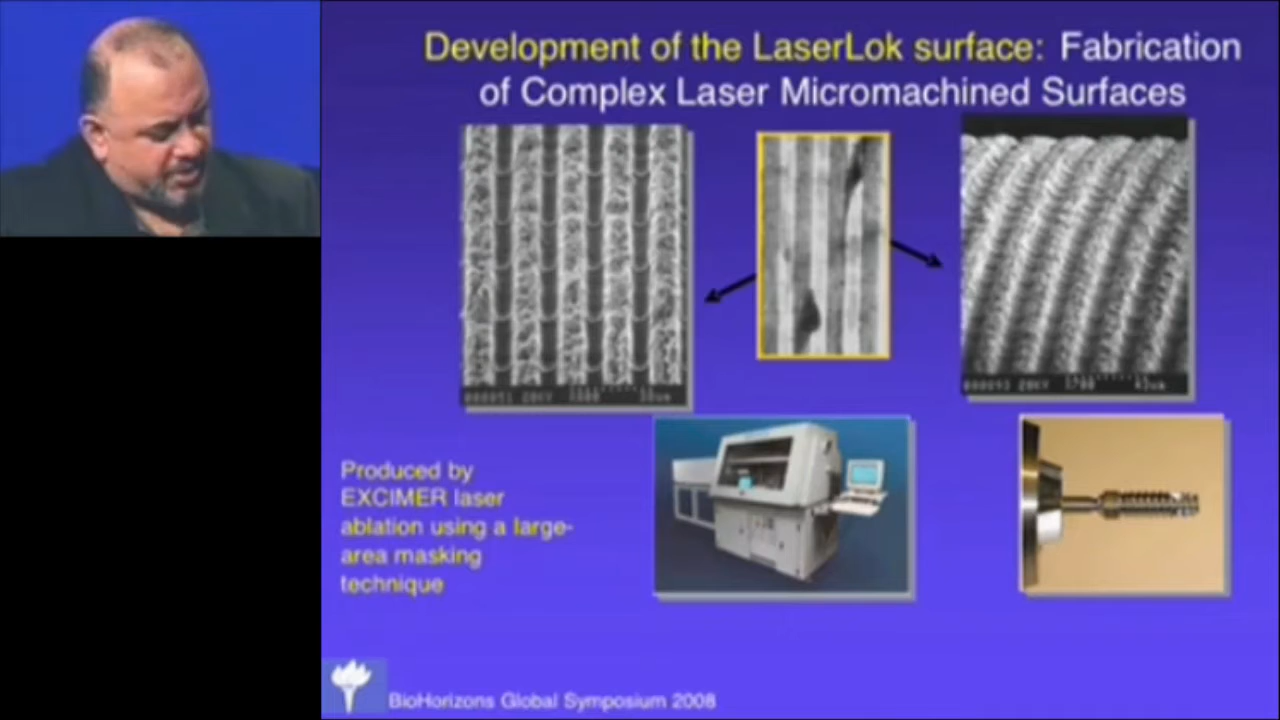 Development of the LaserLok surface: Fabrication
of Complex Laser Micromachined Surfaces
Produced by
EXCIMER laser
ablation using a large-
area masking
technique
BioHorizons Global Symposium 2008